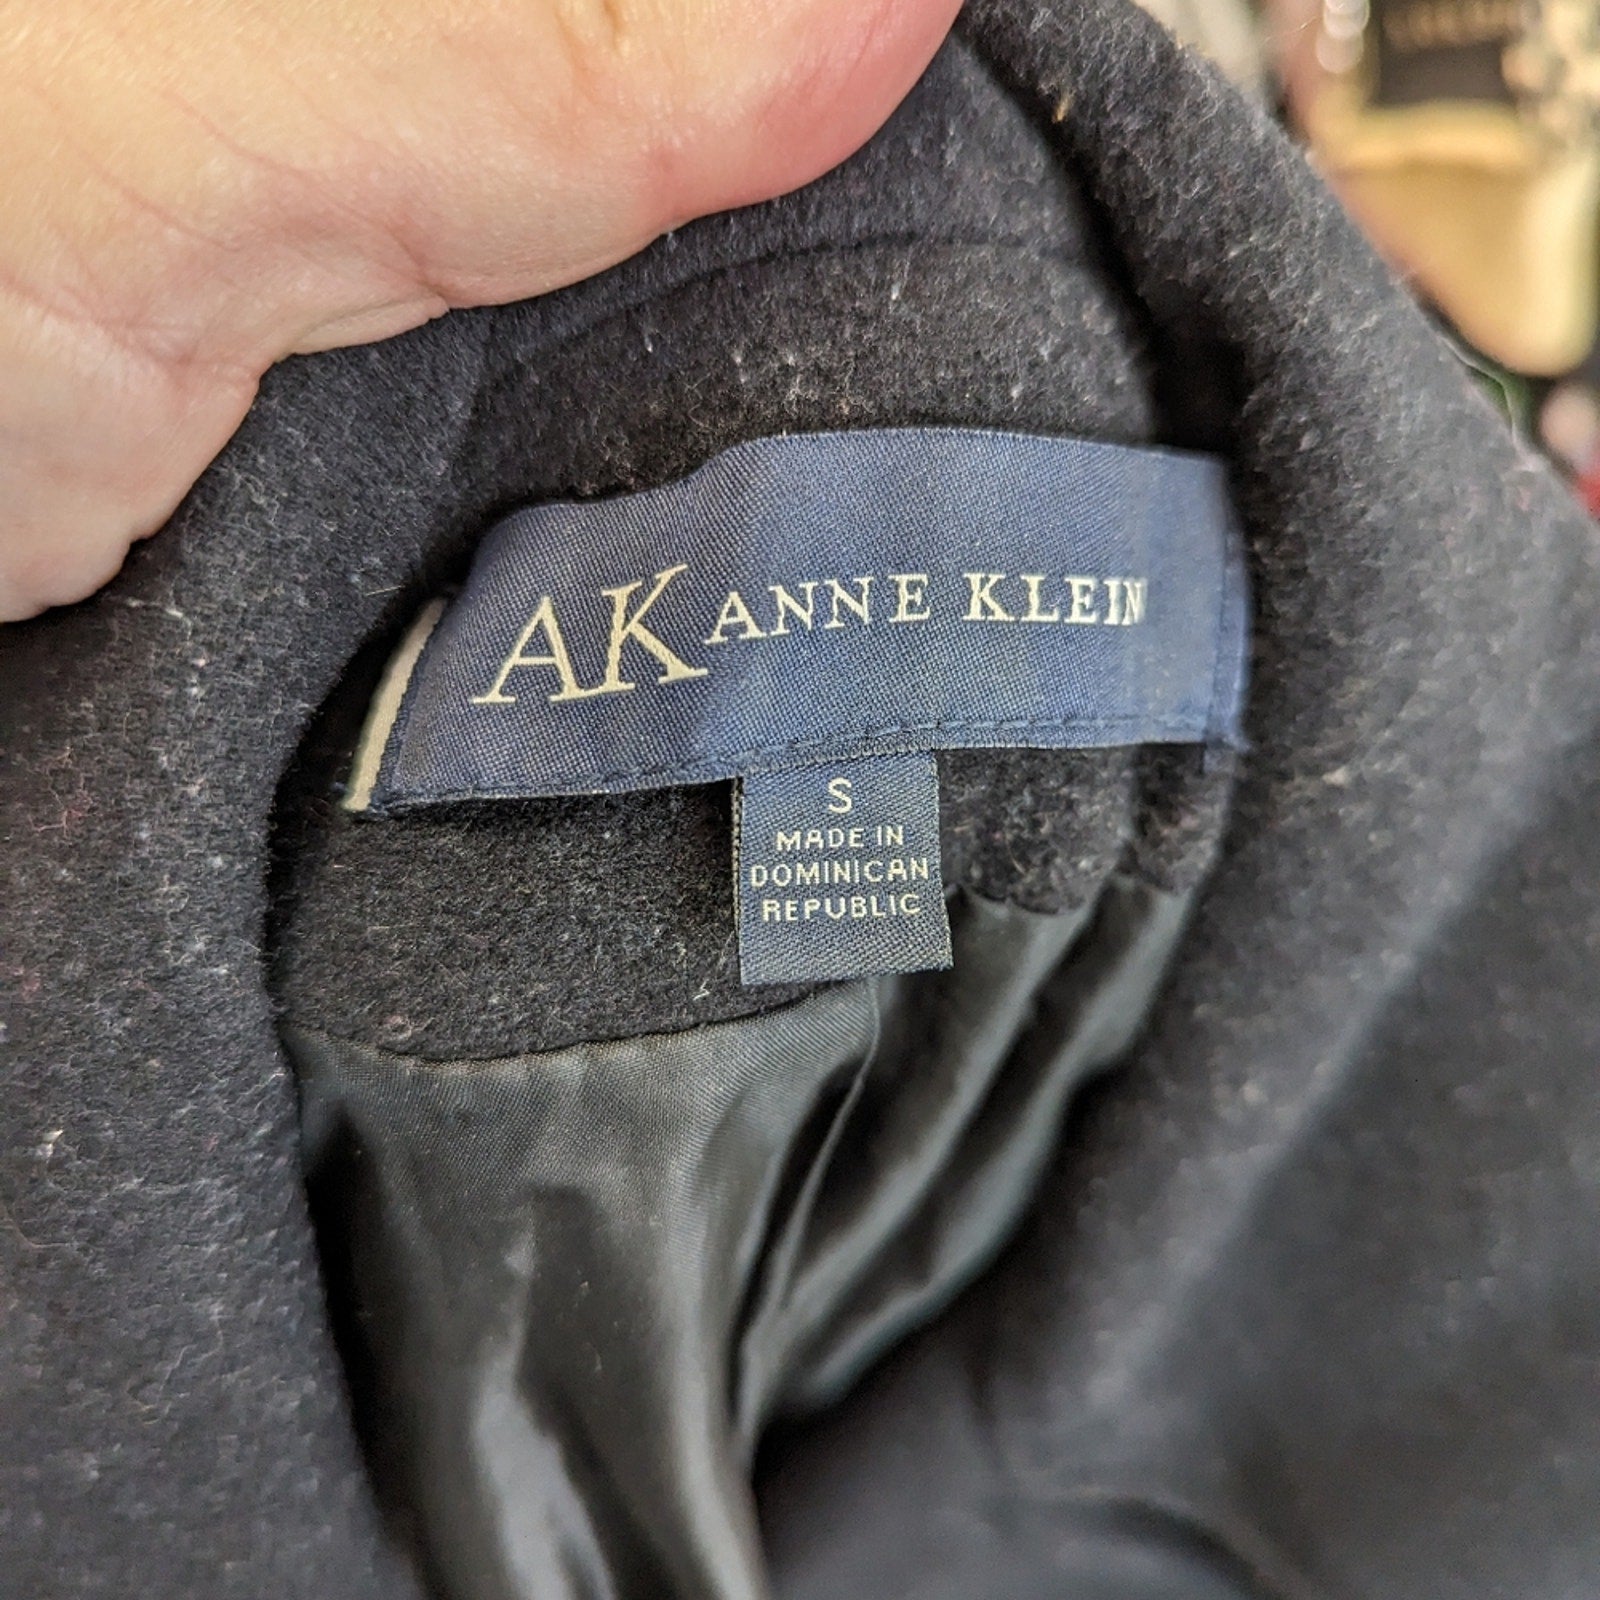 AK ANNE KLEIN
S
MADE IN
DOMINICAN
REPUBLIC